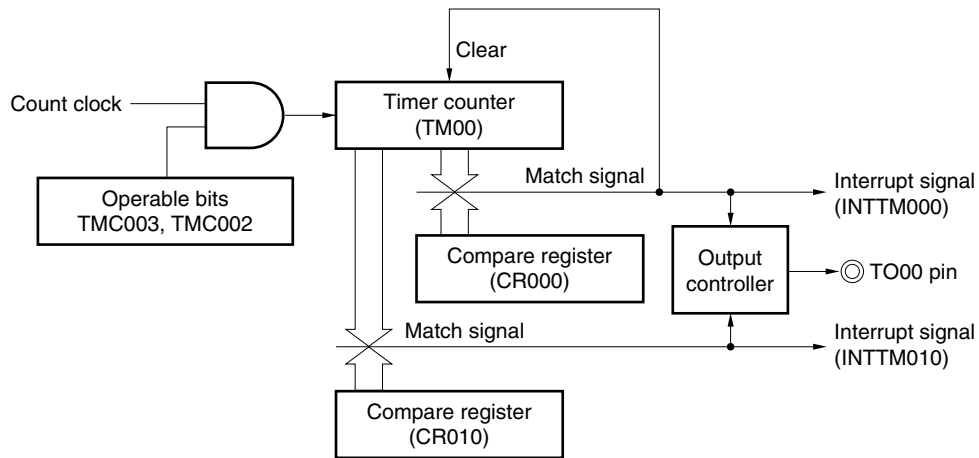 Clear
Count clock
Timer counter
(TM00)
Operable bits
TMC003, TMC002
Match signal
Interrupt signal
(INTTM000)
Compare register
(CR000)
Output
controller
TO00 pin
Match signal
Interrupt signal
(INTTM010)
Compare register
(CR010)